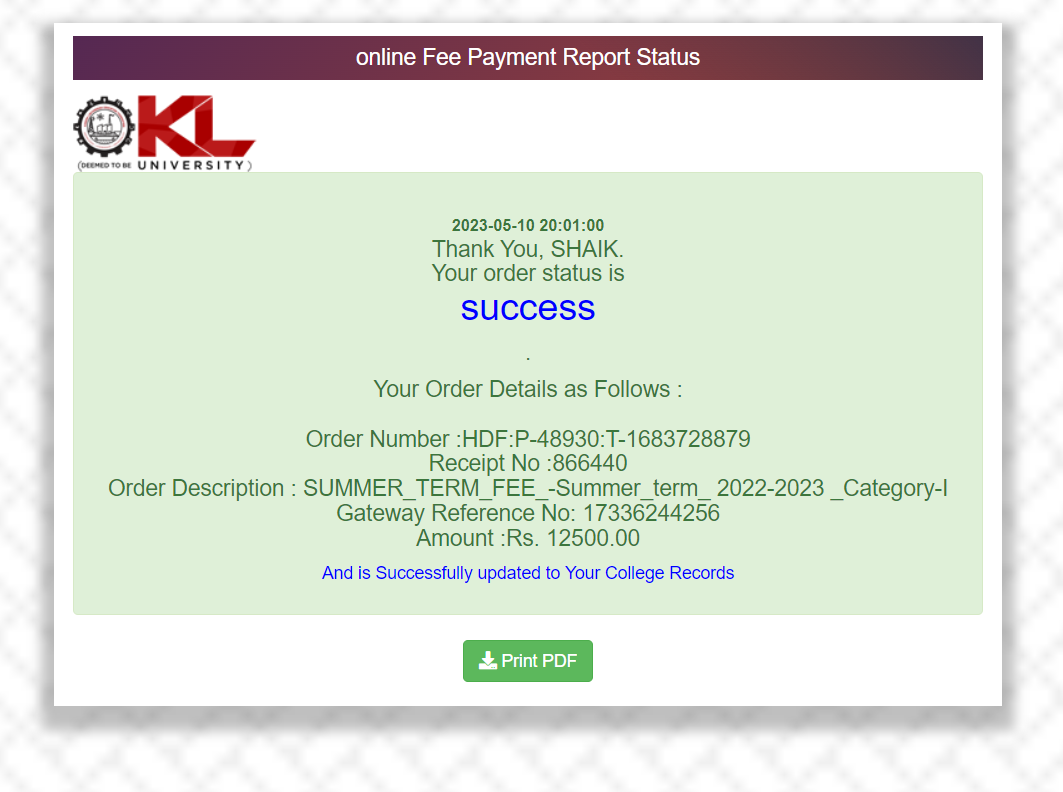 online Fee Payment Report Status
KL
(DEEMED TO BE UNIVERSITY)
2023-05-10 20:01:00
Thank You, SHAIK.
Your order status is
success
.
Your Order Details as Follows :
Order Number :HDF:P-48930:T-1683728879
Receipt No :866440
Order Description : SUMMER_TERM_FEE_-Summer_term_ 2022-2023 _Category-I
Gateway Reference No: 17336244256
Amount :Rs. 12500.00
And is Successfully updated to Your College Records
Print PDF